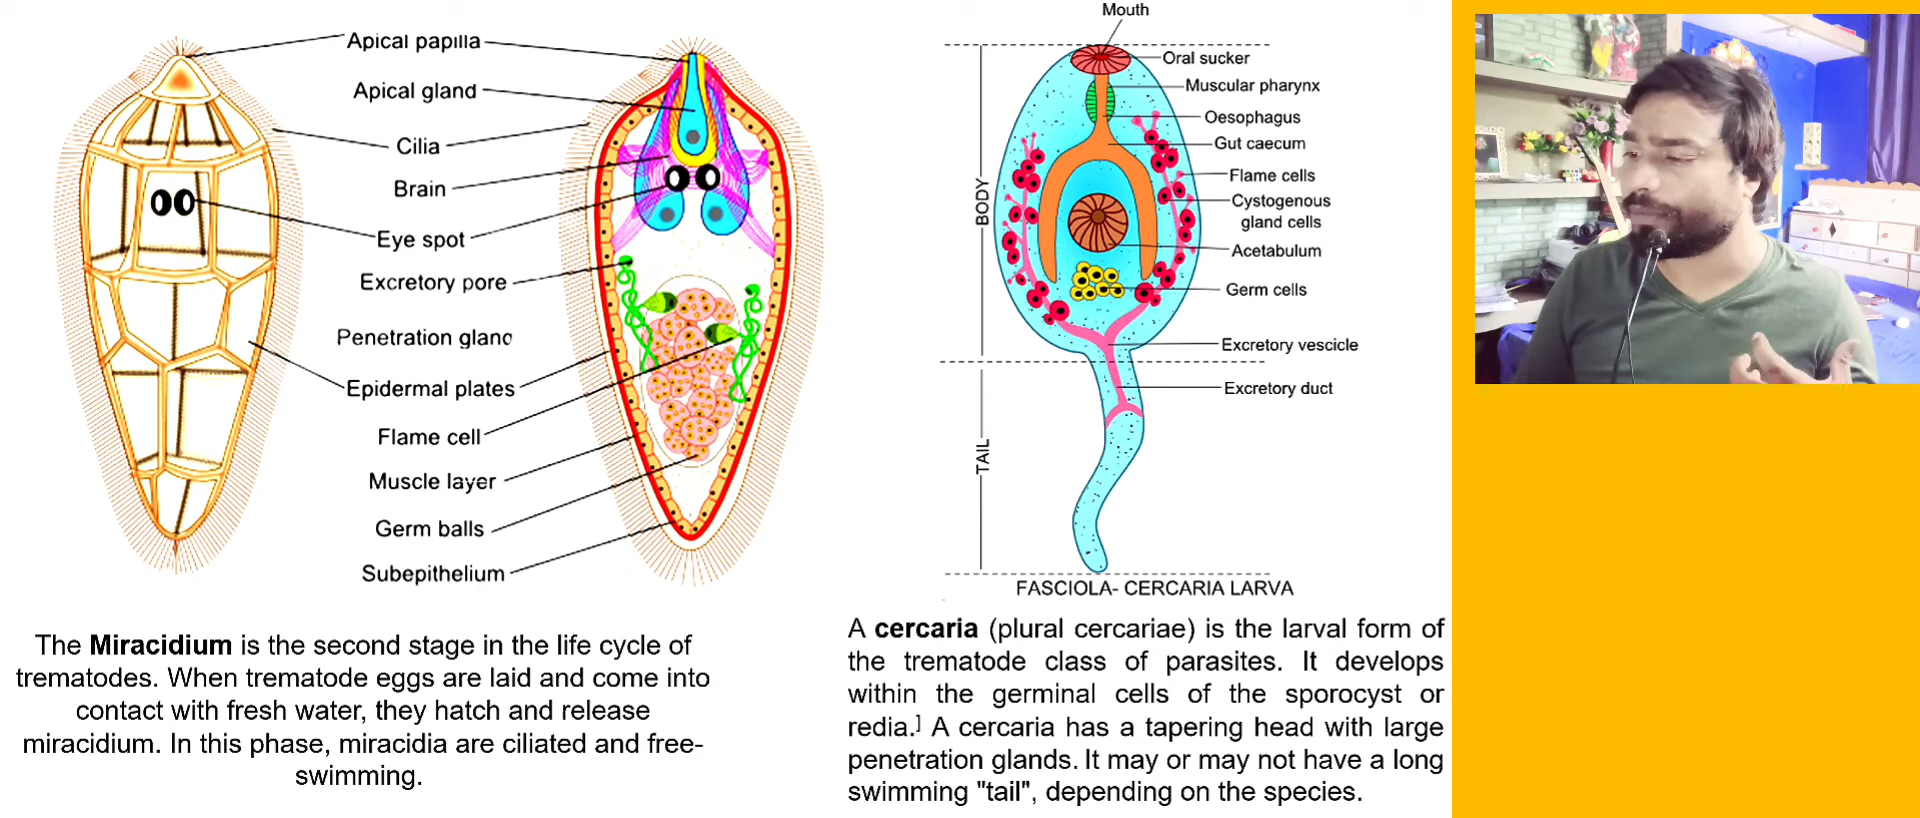 Apical papilla
Apical gland
Cilia
Brain
Eye spot
Excretory pore
Penetration gland
Epidermal plates
Flame cell
Muscle layer
Germ balls
Subepithelium
The Miracidium is the second stage in the life cycle of
trematodes. When trematode eggs are laid and come into
contact with fresh water, they hatch and release
miracidium. In this phase, miracidia are ciliated and free-
swimming.
Mouth
Oral sucker
Muscular pharynx
Oesophagus
Gut caecum
Flame cells
Cystogenous
gland cells
Acetabulum
Germ cells
Excretory vescicle
Excretory duct
BODY
TAIL
FASCIOLA- CERCARIA LARVA
A cercaria (plural cercariae) is the larval form of
the trematode class of parasites. It develops
within the germinal cells of the sporocyst or
redia.] A cercaria has a tapering head with large
penetration glands. It may or may not have a long
swimming "tail", depending on the species.